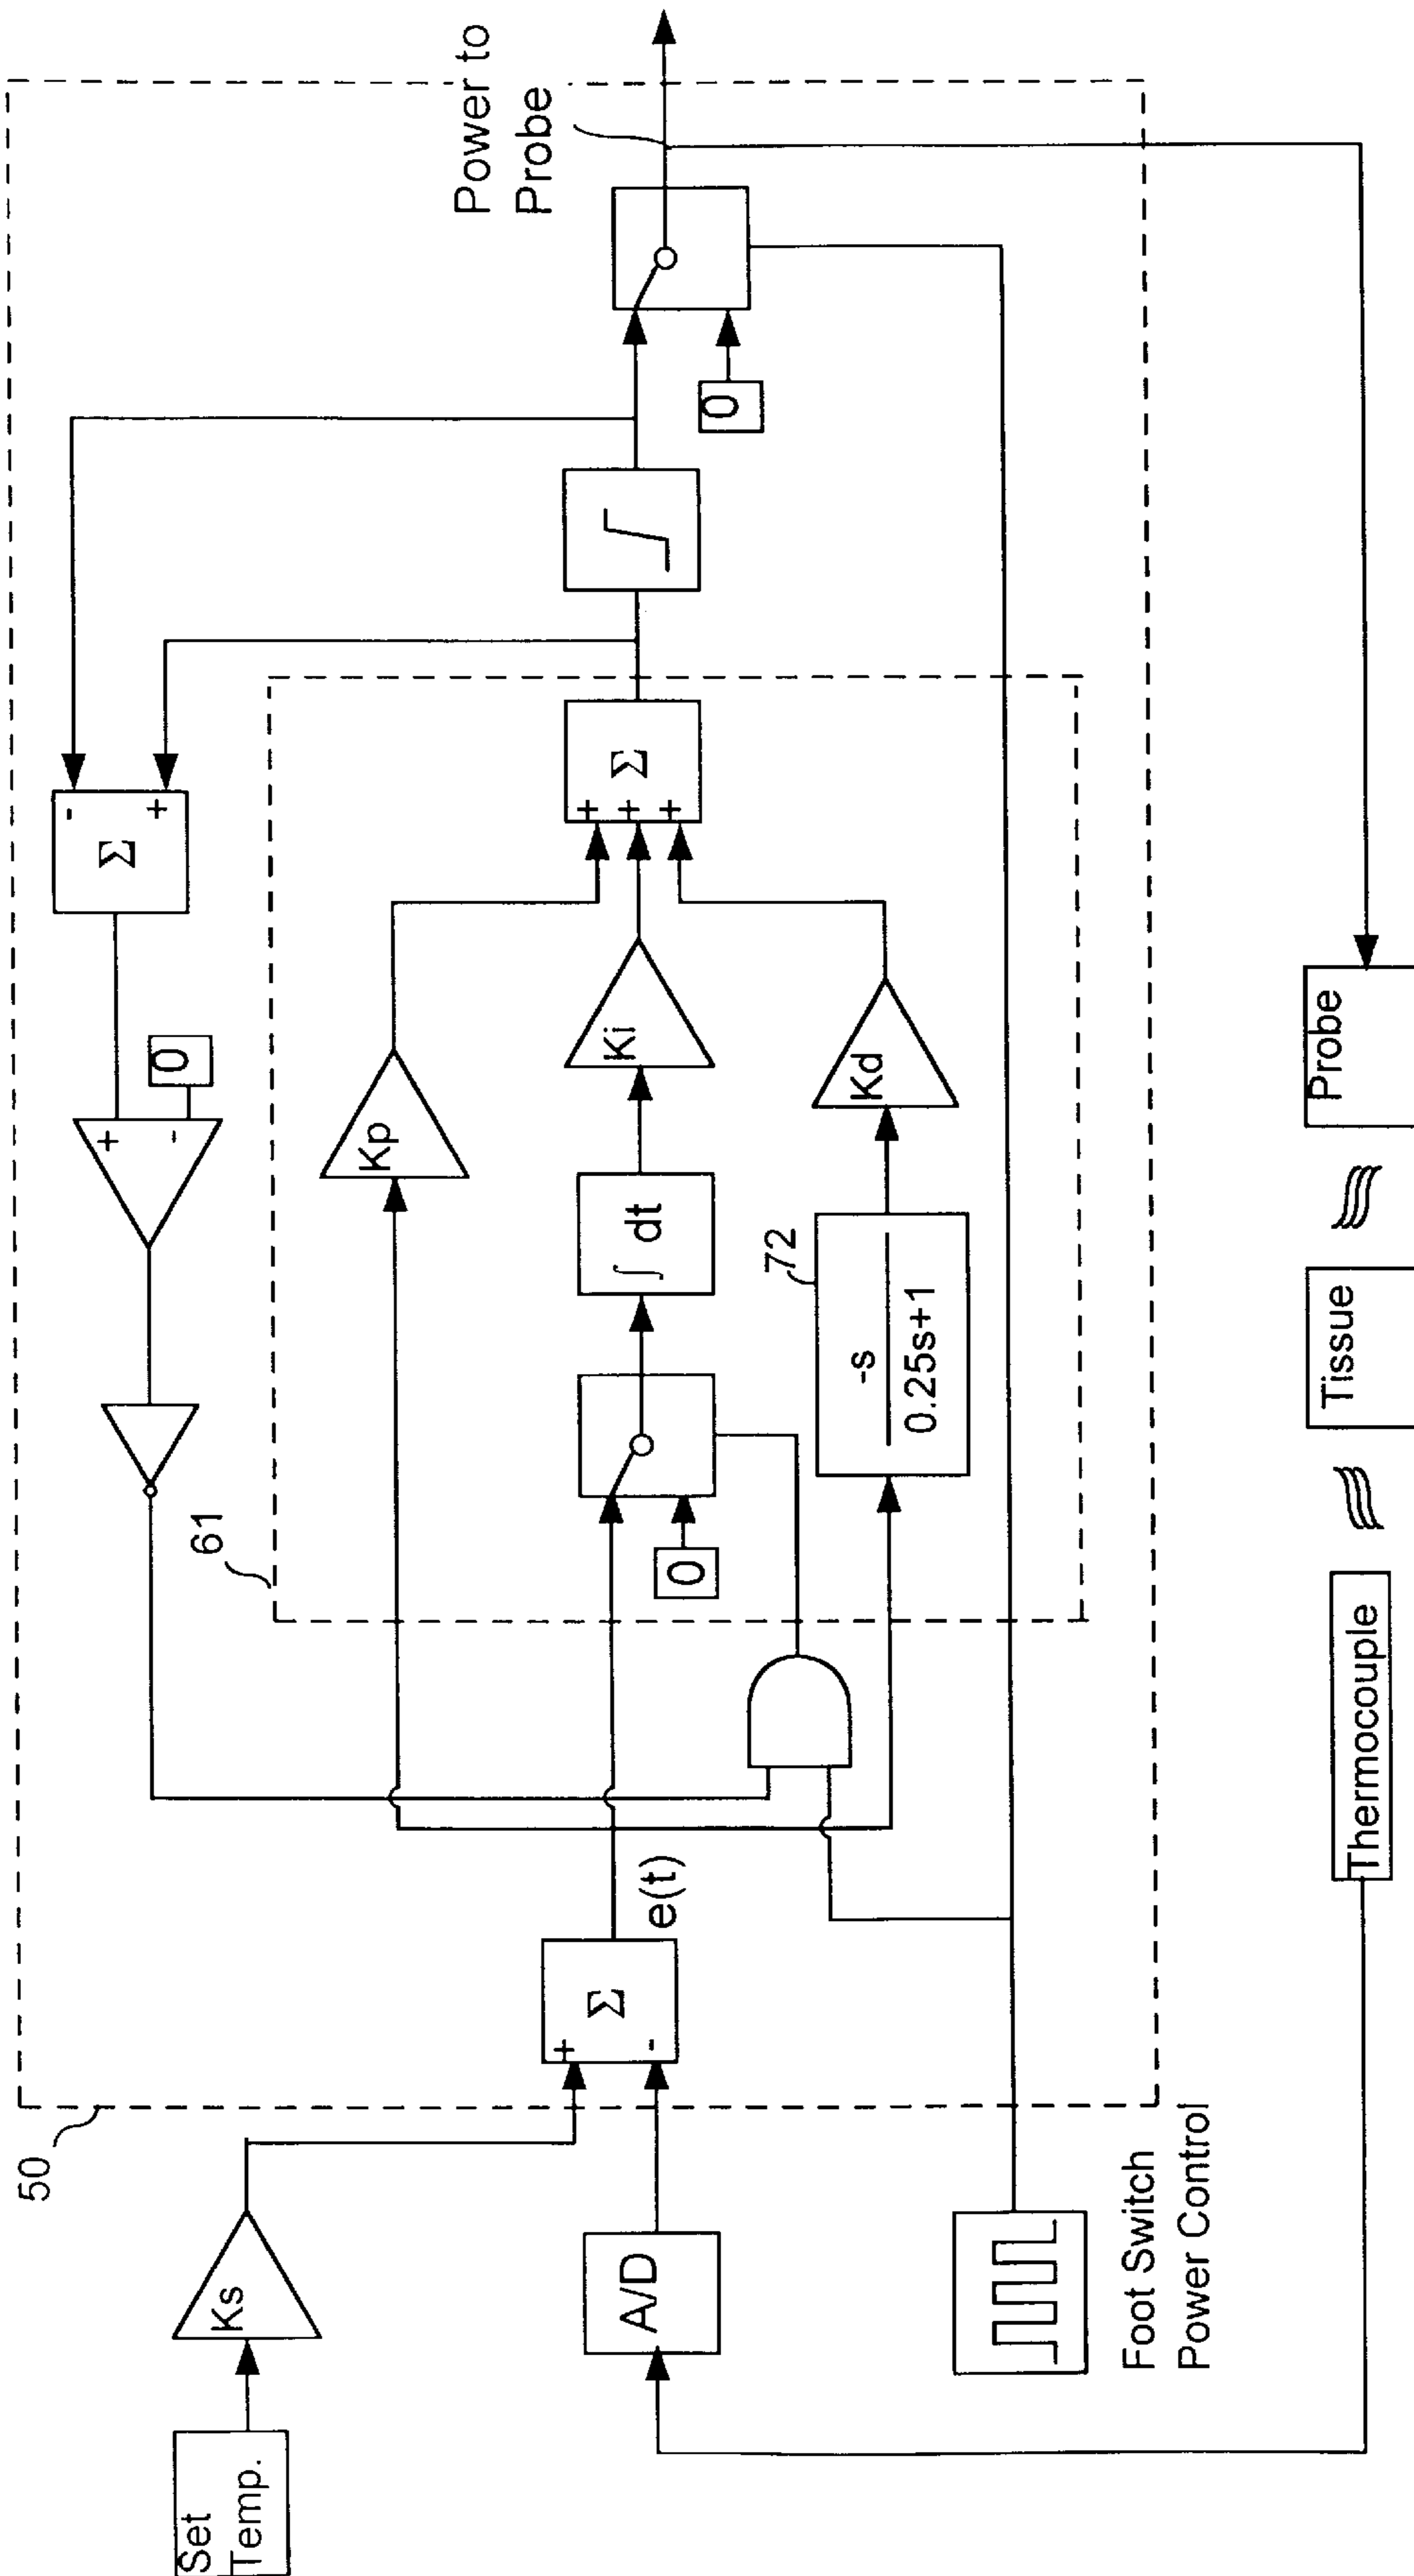 50
Set
Temp.
Ks
+
-
Σ
e(t)
A/D
Foot Switch
Power Control
61
0
Kp
∫ dt
Ki
72
-s
0.25s+1
Kd
+
+
+
Σ
+
-
0
Σ
-
+
0
Power to
Probe
Thermocouple
Tissue
Probe